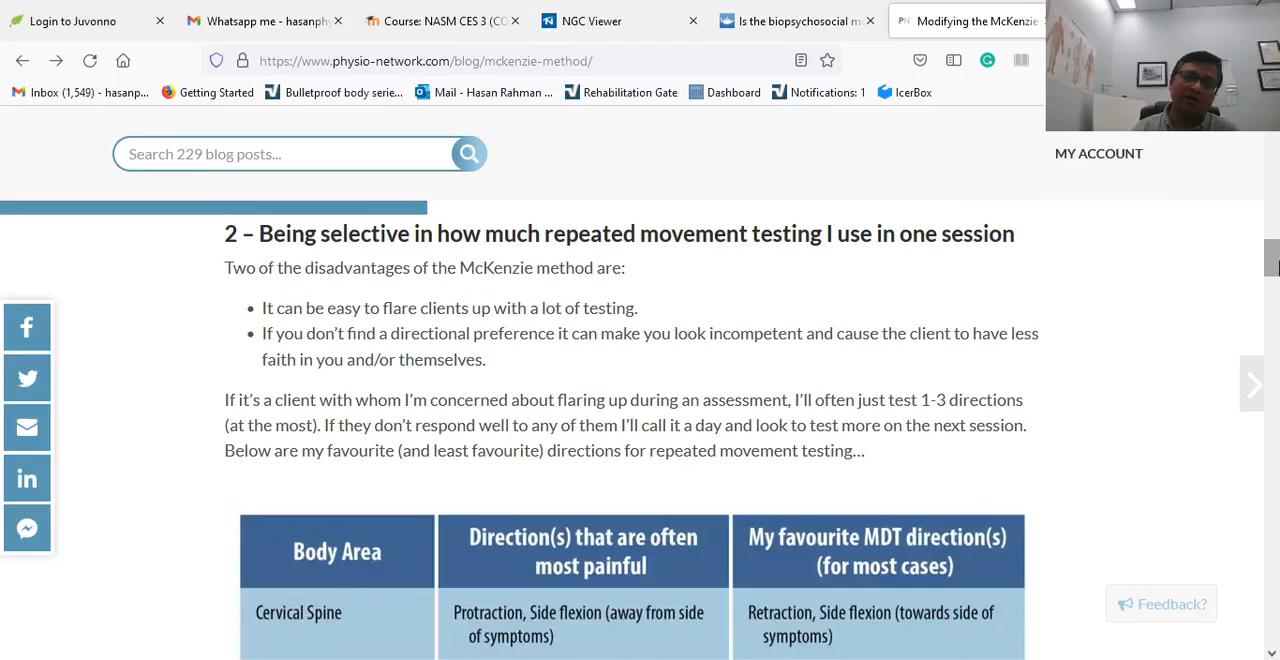 Login to Juvonno
Whatsapp me - hasanphy
Course: NASM CES 3 (CO
NGC Viewer
Is the biopsychosocial m
PN
Modifying the McKenzie
https://www.physio-network.com/blog/mckenzie-method/
Inbox (1,549) - hasanp...
Getting Started
Bulletproof body serie...
Mail - Hasan Rahman ...
Rehabilitation Gate
Dashboard
Notifications: 1
IcerBox
Search 229 blog posts...
MY ACCOUNT
2 – Being selective in how much repeated movement testing I use in one session
Two of the disadvantages of the McKenzie method are:
• It can be easy to flare clients up with a lot of testing.
• If you don't find a directional preference it can make you look incompetent and cause the client to have less
faith in you and/or themselves.
If it's a client with whom I'm concerned about flaring up during an assessment, I'll often just test 1-3 directions
(at the most). If they don't respond well to any of them I'll call it a day and look to test more on the next session.
Below are my favourite (and least favourite) directions for repeated movement testing…
Body Area
Direction(s) that are often
most painful
My favourite MDT direction(s)
(for most cases)
Cervical Spine
Protraction, Side flexion (away from side
of symptoms)
Retraction, Side flexion (towards side of
symptoms)
Feedback?